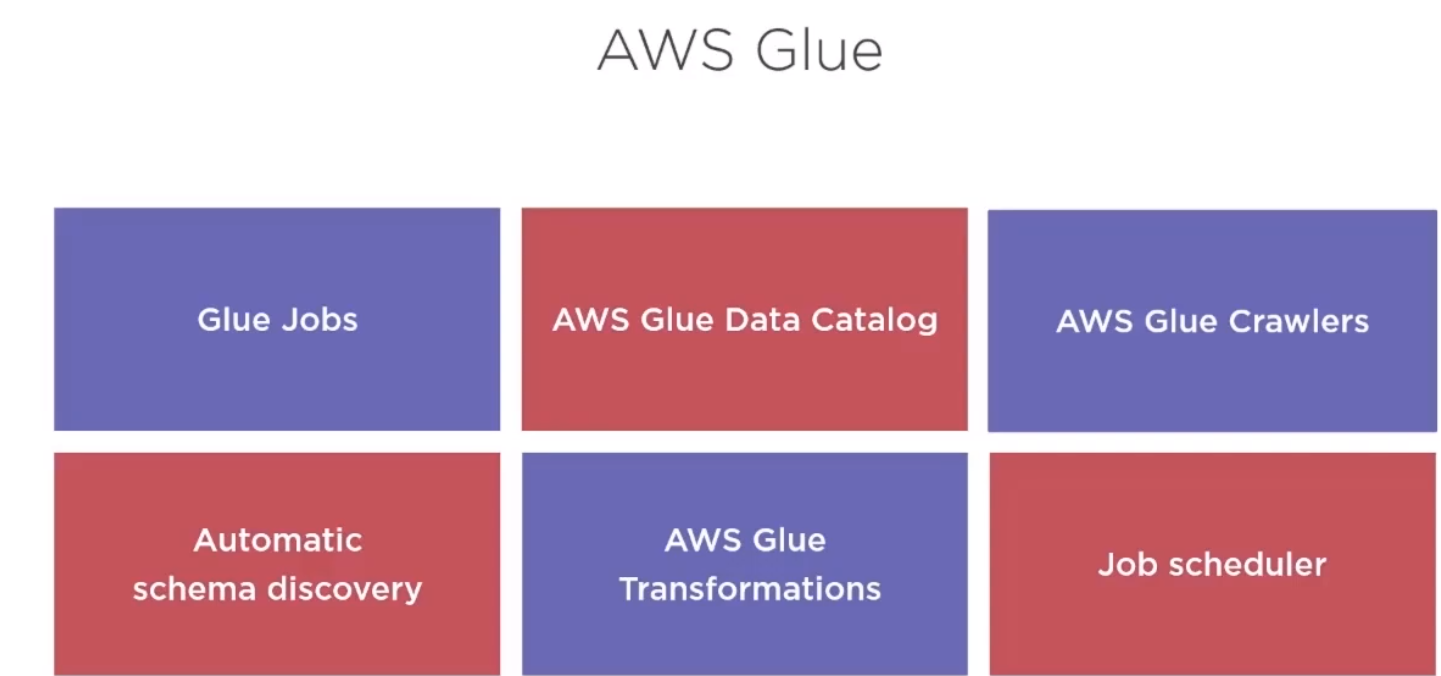 AWS Glue
Glue Jobs
AWS Glue Data Catalog
AWS Glue Crawlers
Automatic
schema discovery
AWS Glue
Transformations
Job scheduler